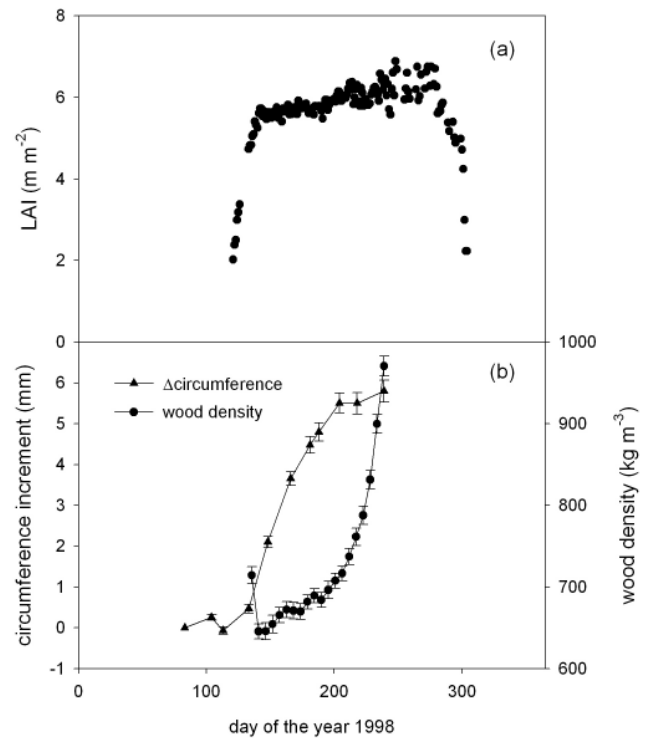 8
(a)
6
LAI (m m⁻²)
4
2
0
1000
(b)
6
Δcircumference
wood density
5
900
4
circumference increment (mm)
3
800
wood density (kg m⁻³)
2
1
700
0
-1
600
0
100
200
300
day of the year 1998